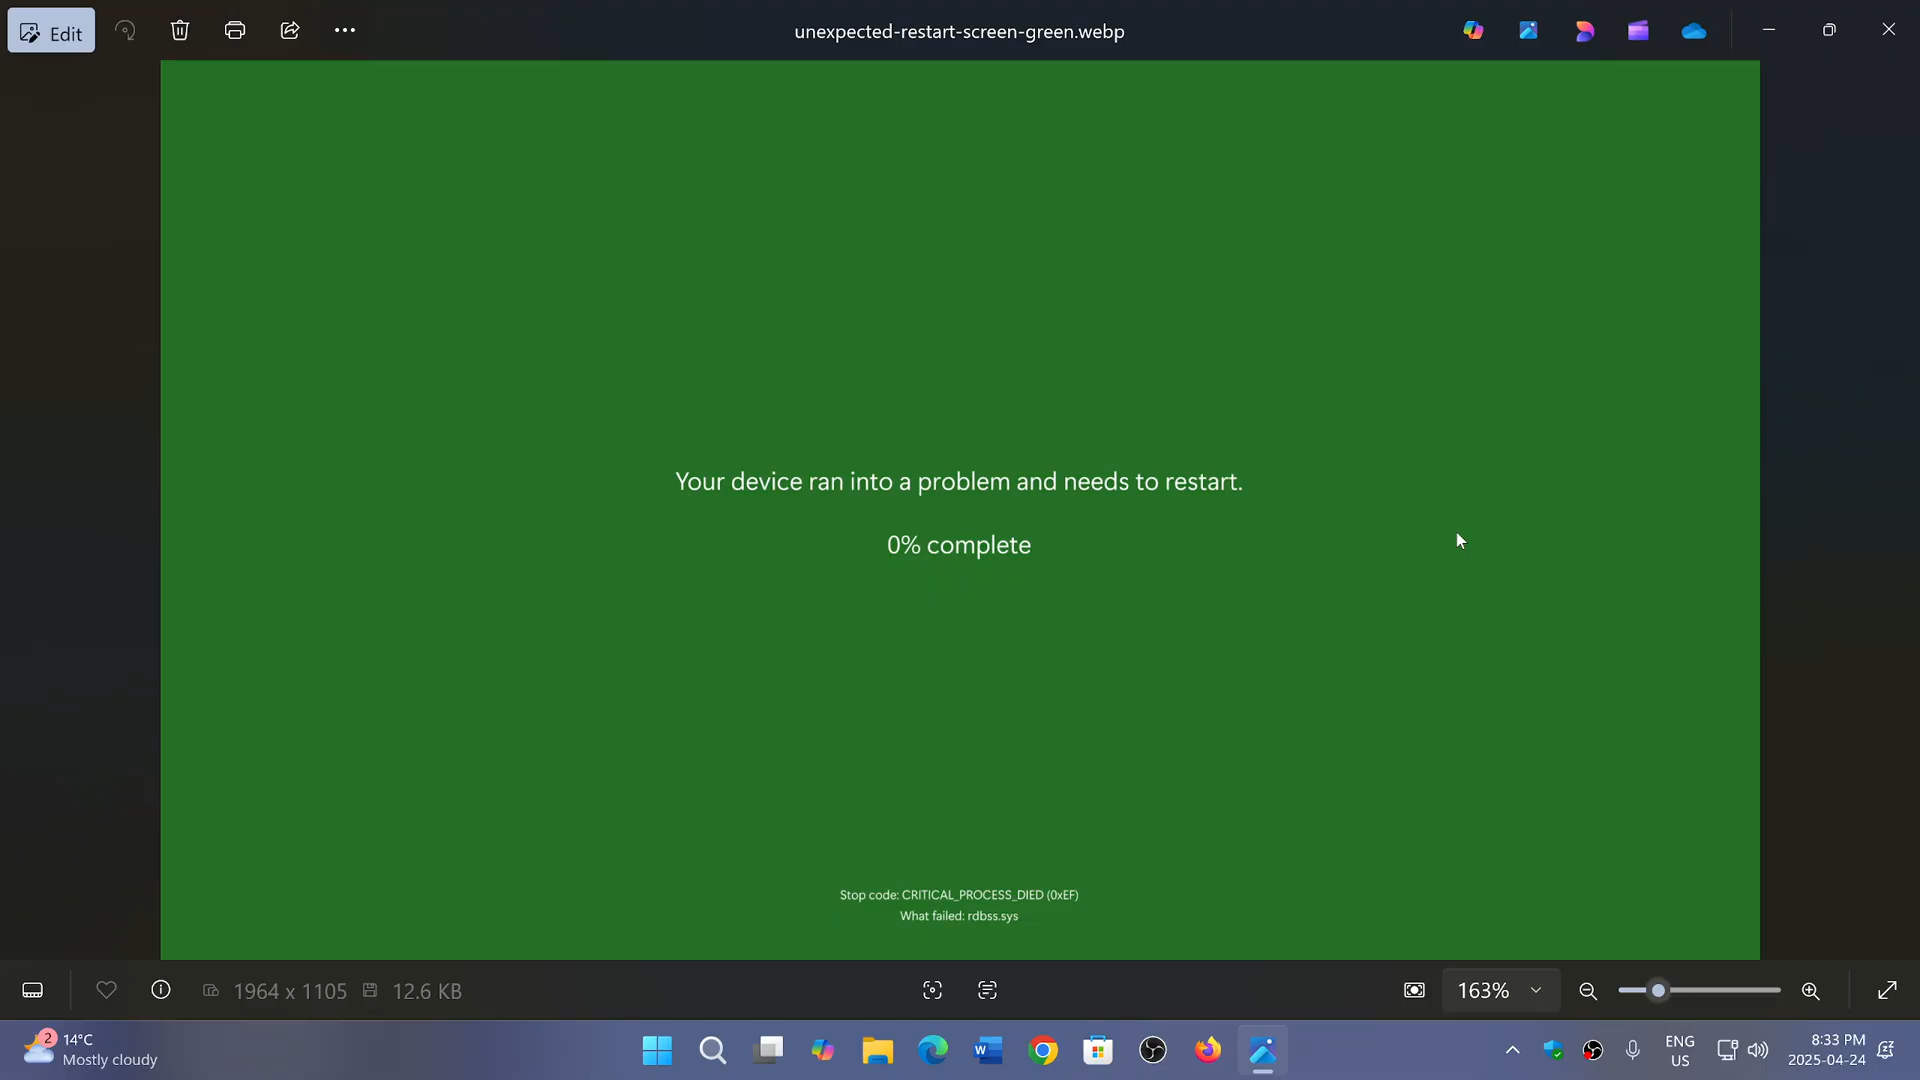 Edit
unexpected-restart-screen-green.webp
Your device ran into a problem and needs to restart.
0% complete
Stop code: CRITICAL_PROCESS_DIED (0xEF)
What failed: rdbss.sys
1964 x 1105
12.6 KB
163%
2
14°C
Mostly cloudy
W
ENG
US
8:33 PM
2025-04-24